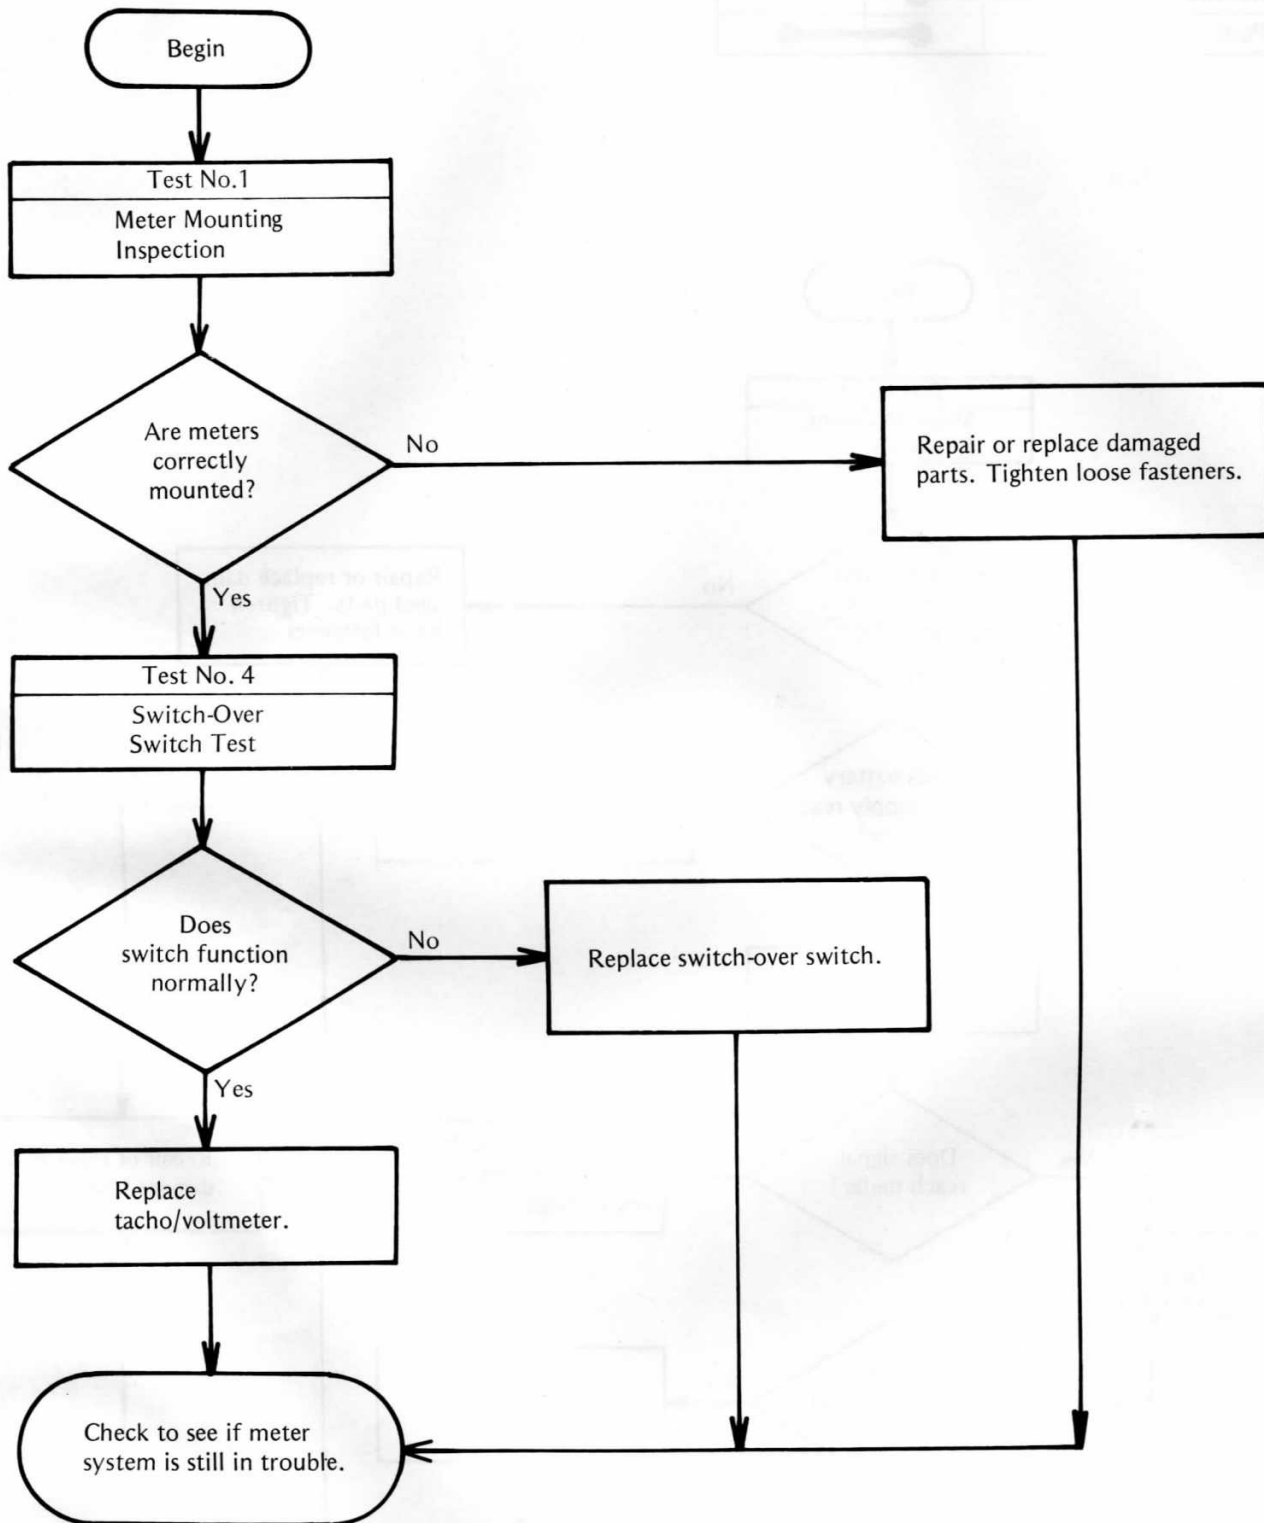 Begin
Test No.1
Meter Mounting
Inspection
Are meters
correctly
mounted?
No
Repair or replace damaged
parts. Tighten loose fasteners.
Yes
Test No. 4
Switch-Over
Switch Test
Does
switch function
normally?
No
Replace switch-over switch.
Yes
Replace
tacho/voltmeter.
Check to see if meter
system is still in trouble.